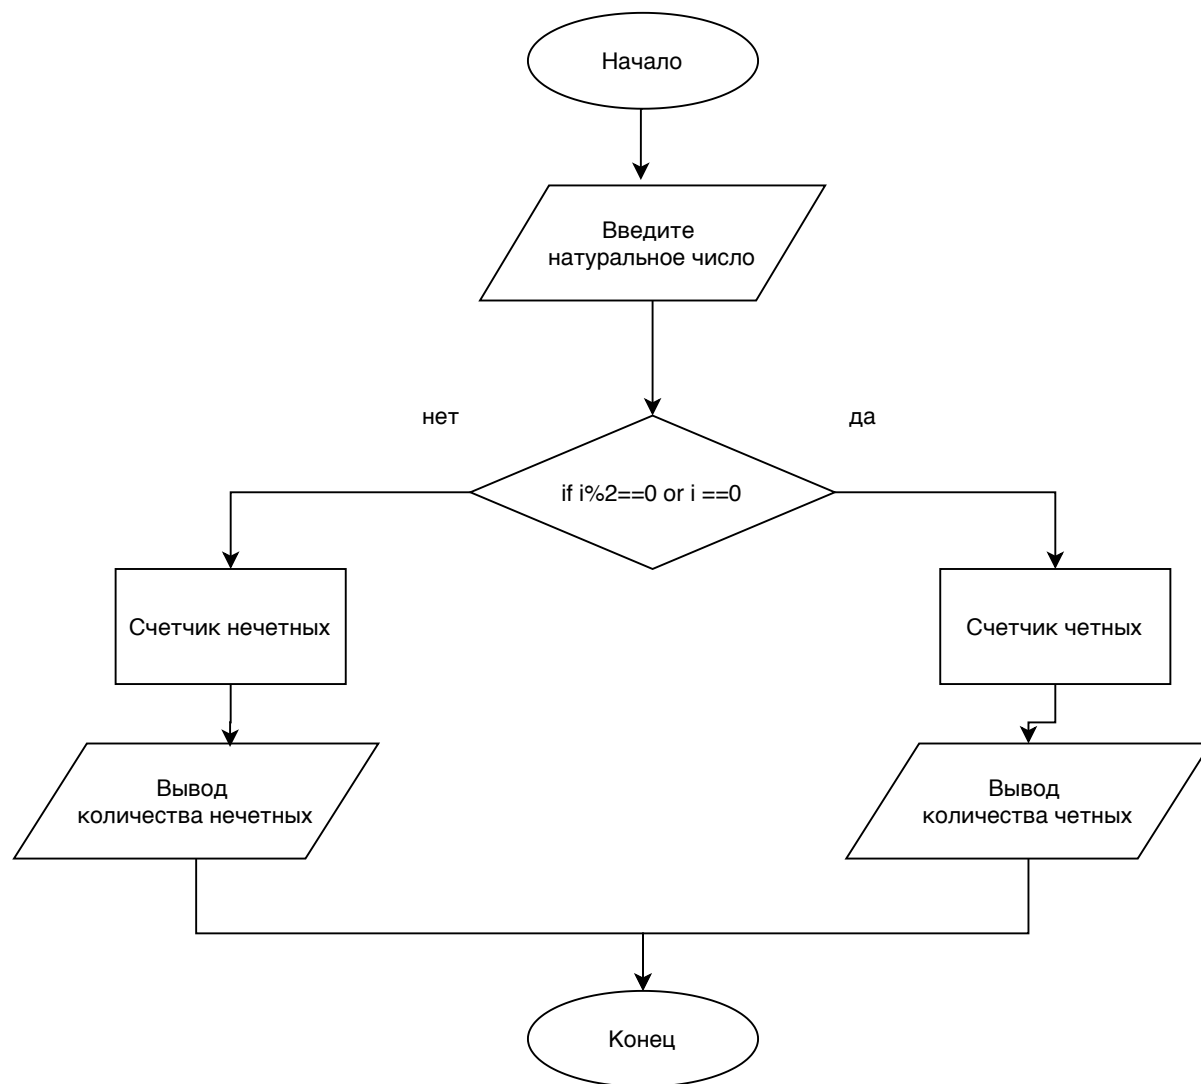 Начало
Введите
натуральное число
нет
да
if i%2==0 or i ==0
Счетчик нечетных
Счетчик четных
Вывод
количества нечетных
Вывод
количества четных
Конец